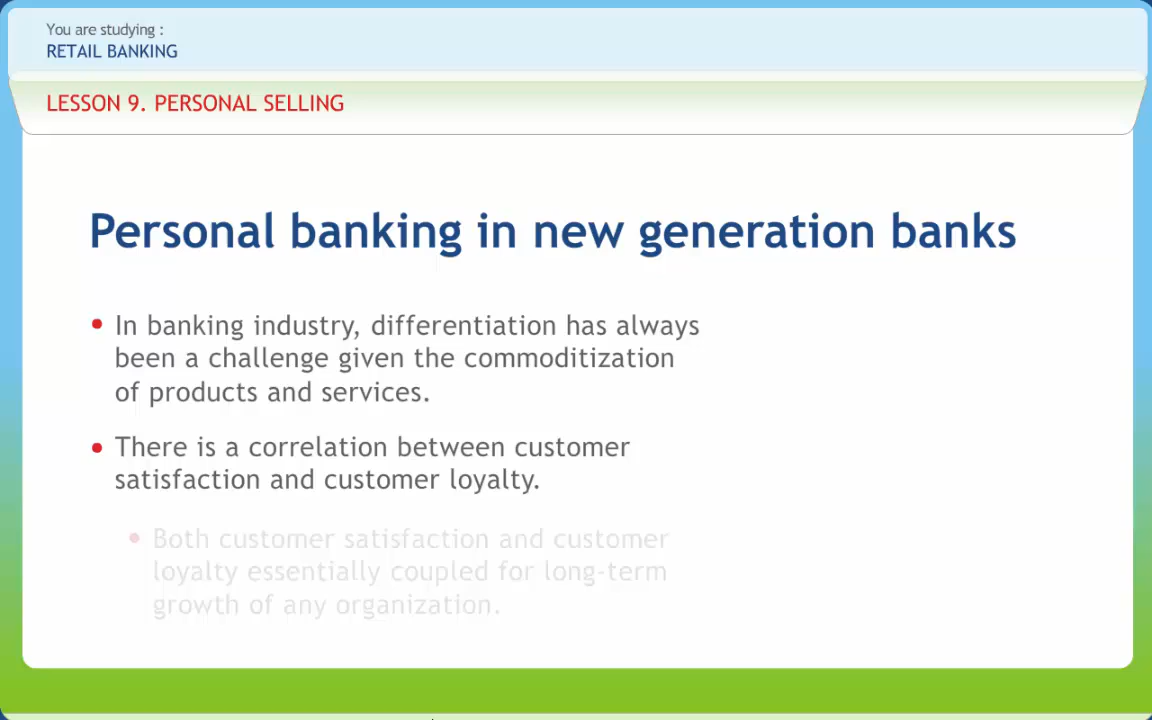 You are studying :
RETAIL BANKING
LESSON 9. PERSONAL SELLING
Personal banking in new generation banks
• In banking industry, differentiation has always
been a challenge given the commoditization
of products and services.
• There is a correlation between customer
satisfaction and customer loyalty.
• Both customer satisfaction and customer
loyalty essentially coupled for long-term
growth of any organization.